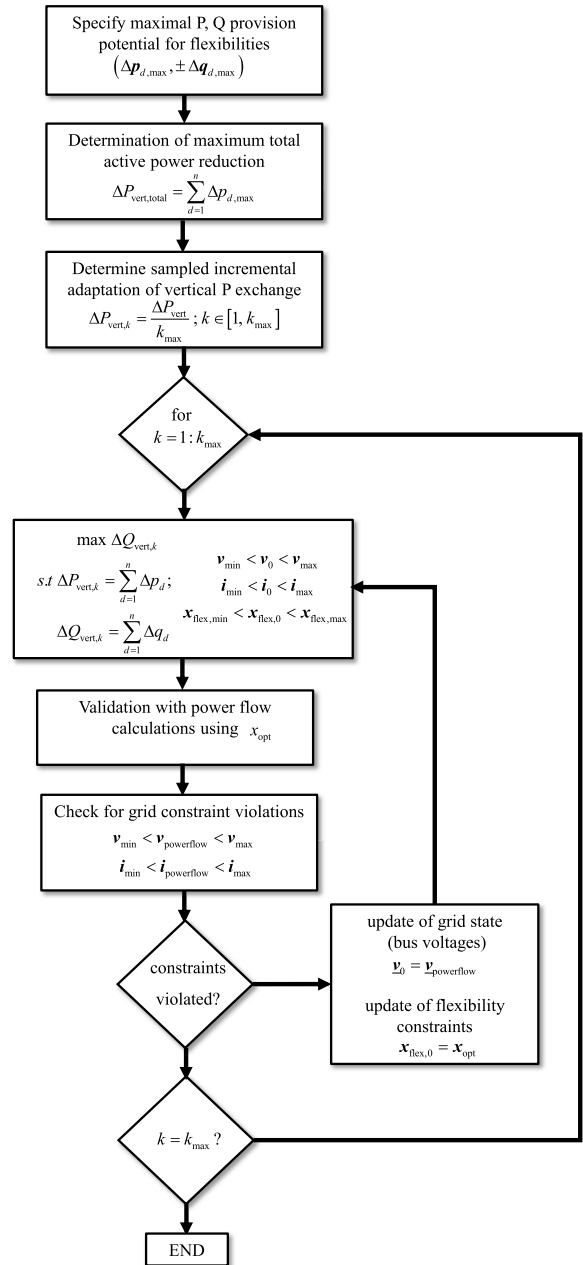 Specify maximal P, Q provision
potential for flexibilities
(Δp_d,max, ±Δq_d,max)
Determination of maximum total
active power reduction
ΔP_vert,total = ∑_{d=1}^{n} Δp_d,max
Determine sampled incremental
adaptation of vertical P exchange
ΔP_vert,k = ΔP_vert / k_max ; k ∈ [1, k_max]
for
k = 1 : k_max
max ΔQ_vert,k
s.t ΔP_vert,k = ∑_{d=1}^{n} Δp_d ;
ΔQ_vert,k = ∑_{d=1}^{n} Δq_d
v_min < v_0 < v_max
i_min < i_0 < i_max
x_flex,min < x_flex,0 < x_flex,max
Validation with power flow
calculations using x_opt
Check for grid constraint violations
v_min < v_powerflow < v_max
i_min < i_powerflow < i_max
constraints
violated?
update of grid state
(bus voltages)
v_0 = v_powerflow
update of flexibility
constraints
x_flex,0 = x_opt
k = k_max ?
END